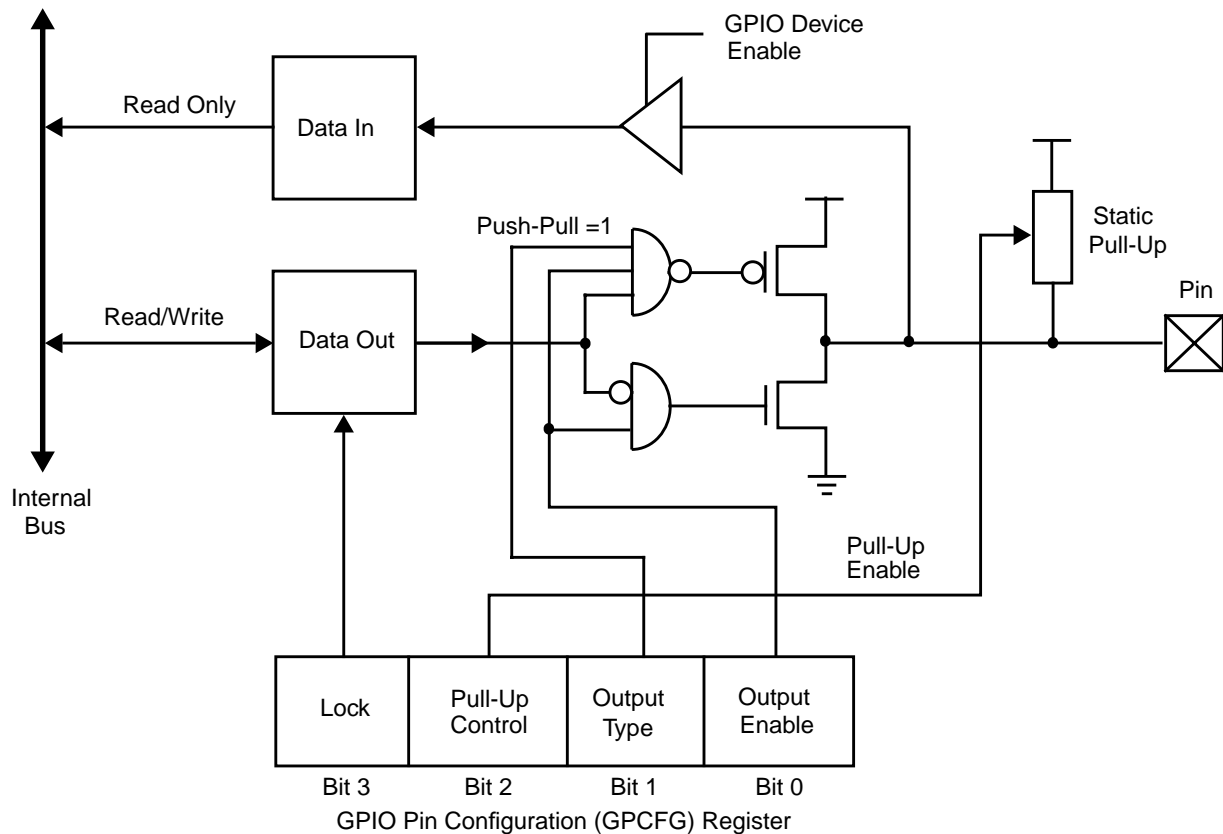 GPIO Device
Enable
Read Only
Data In
Static
Pull-Up
Push-Pull =1
Pin
Read/Write
Data Out
Internal
Bus
Pull-Up
Enable
Lock
Pull-Up
Control
Output
Type
Output
Enable
Bit 3
Bit 2
Bit 1
Bit 0
GPIO Pin Configuration (GPCFG) Register